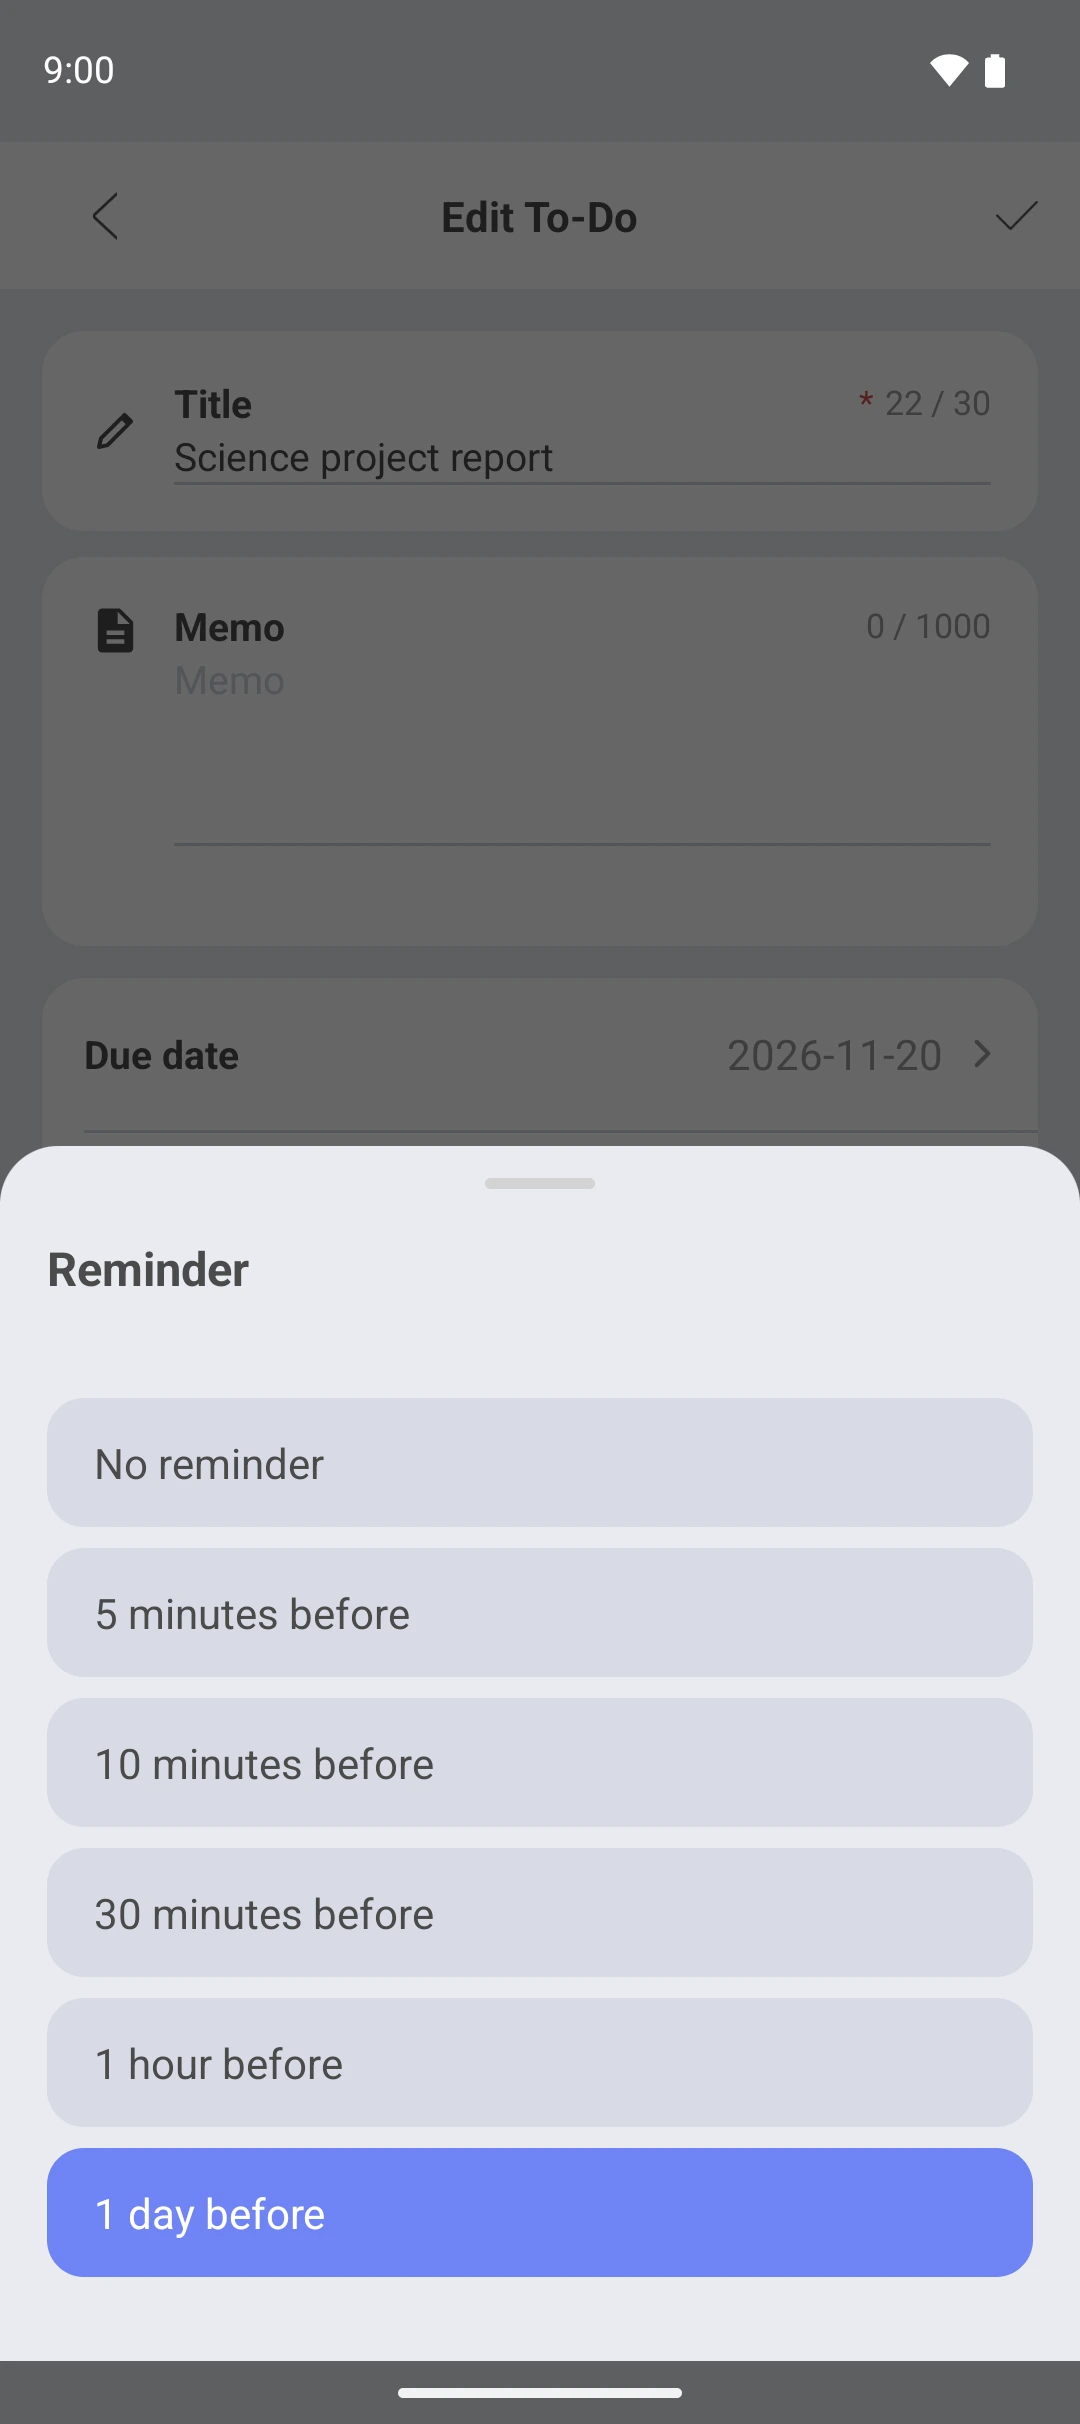 9:00
Edit To-Do
Title * 22 / 30
Science project report
Memo 0 / 1000
Memo
Due date 2026-11-20
Reminder
No reminder
5 minutes before
10 minutes before
30 minutes before
1 hour before
1 day before